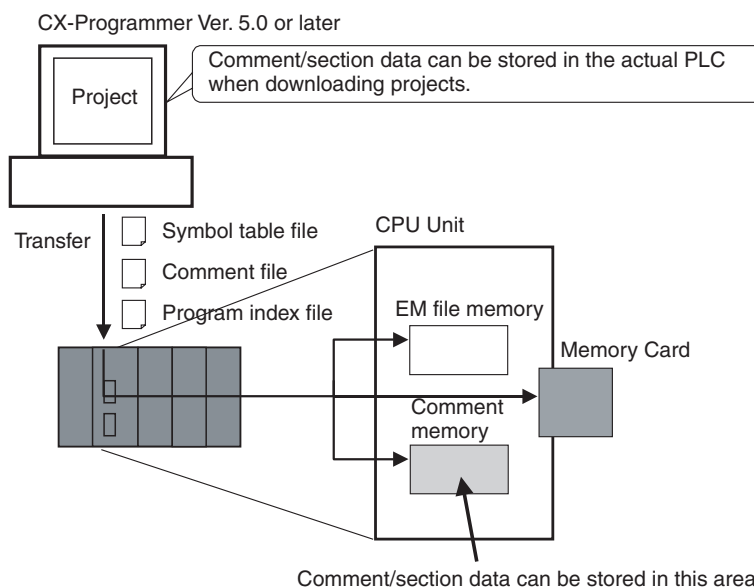 CX-Programmer Ver. 5.0 or later
Comment/section data can be stored in the actual PLC
when downloading projects.
Project
Transfer
Symbol table file
Comment file
Program index file
CPU Unit
EM file memory
Memory Card
Comment
memory
Comment/section data can be stored in this area